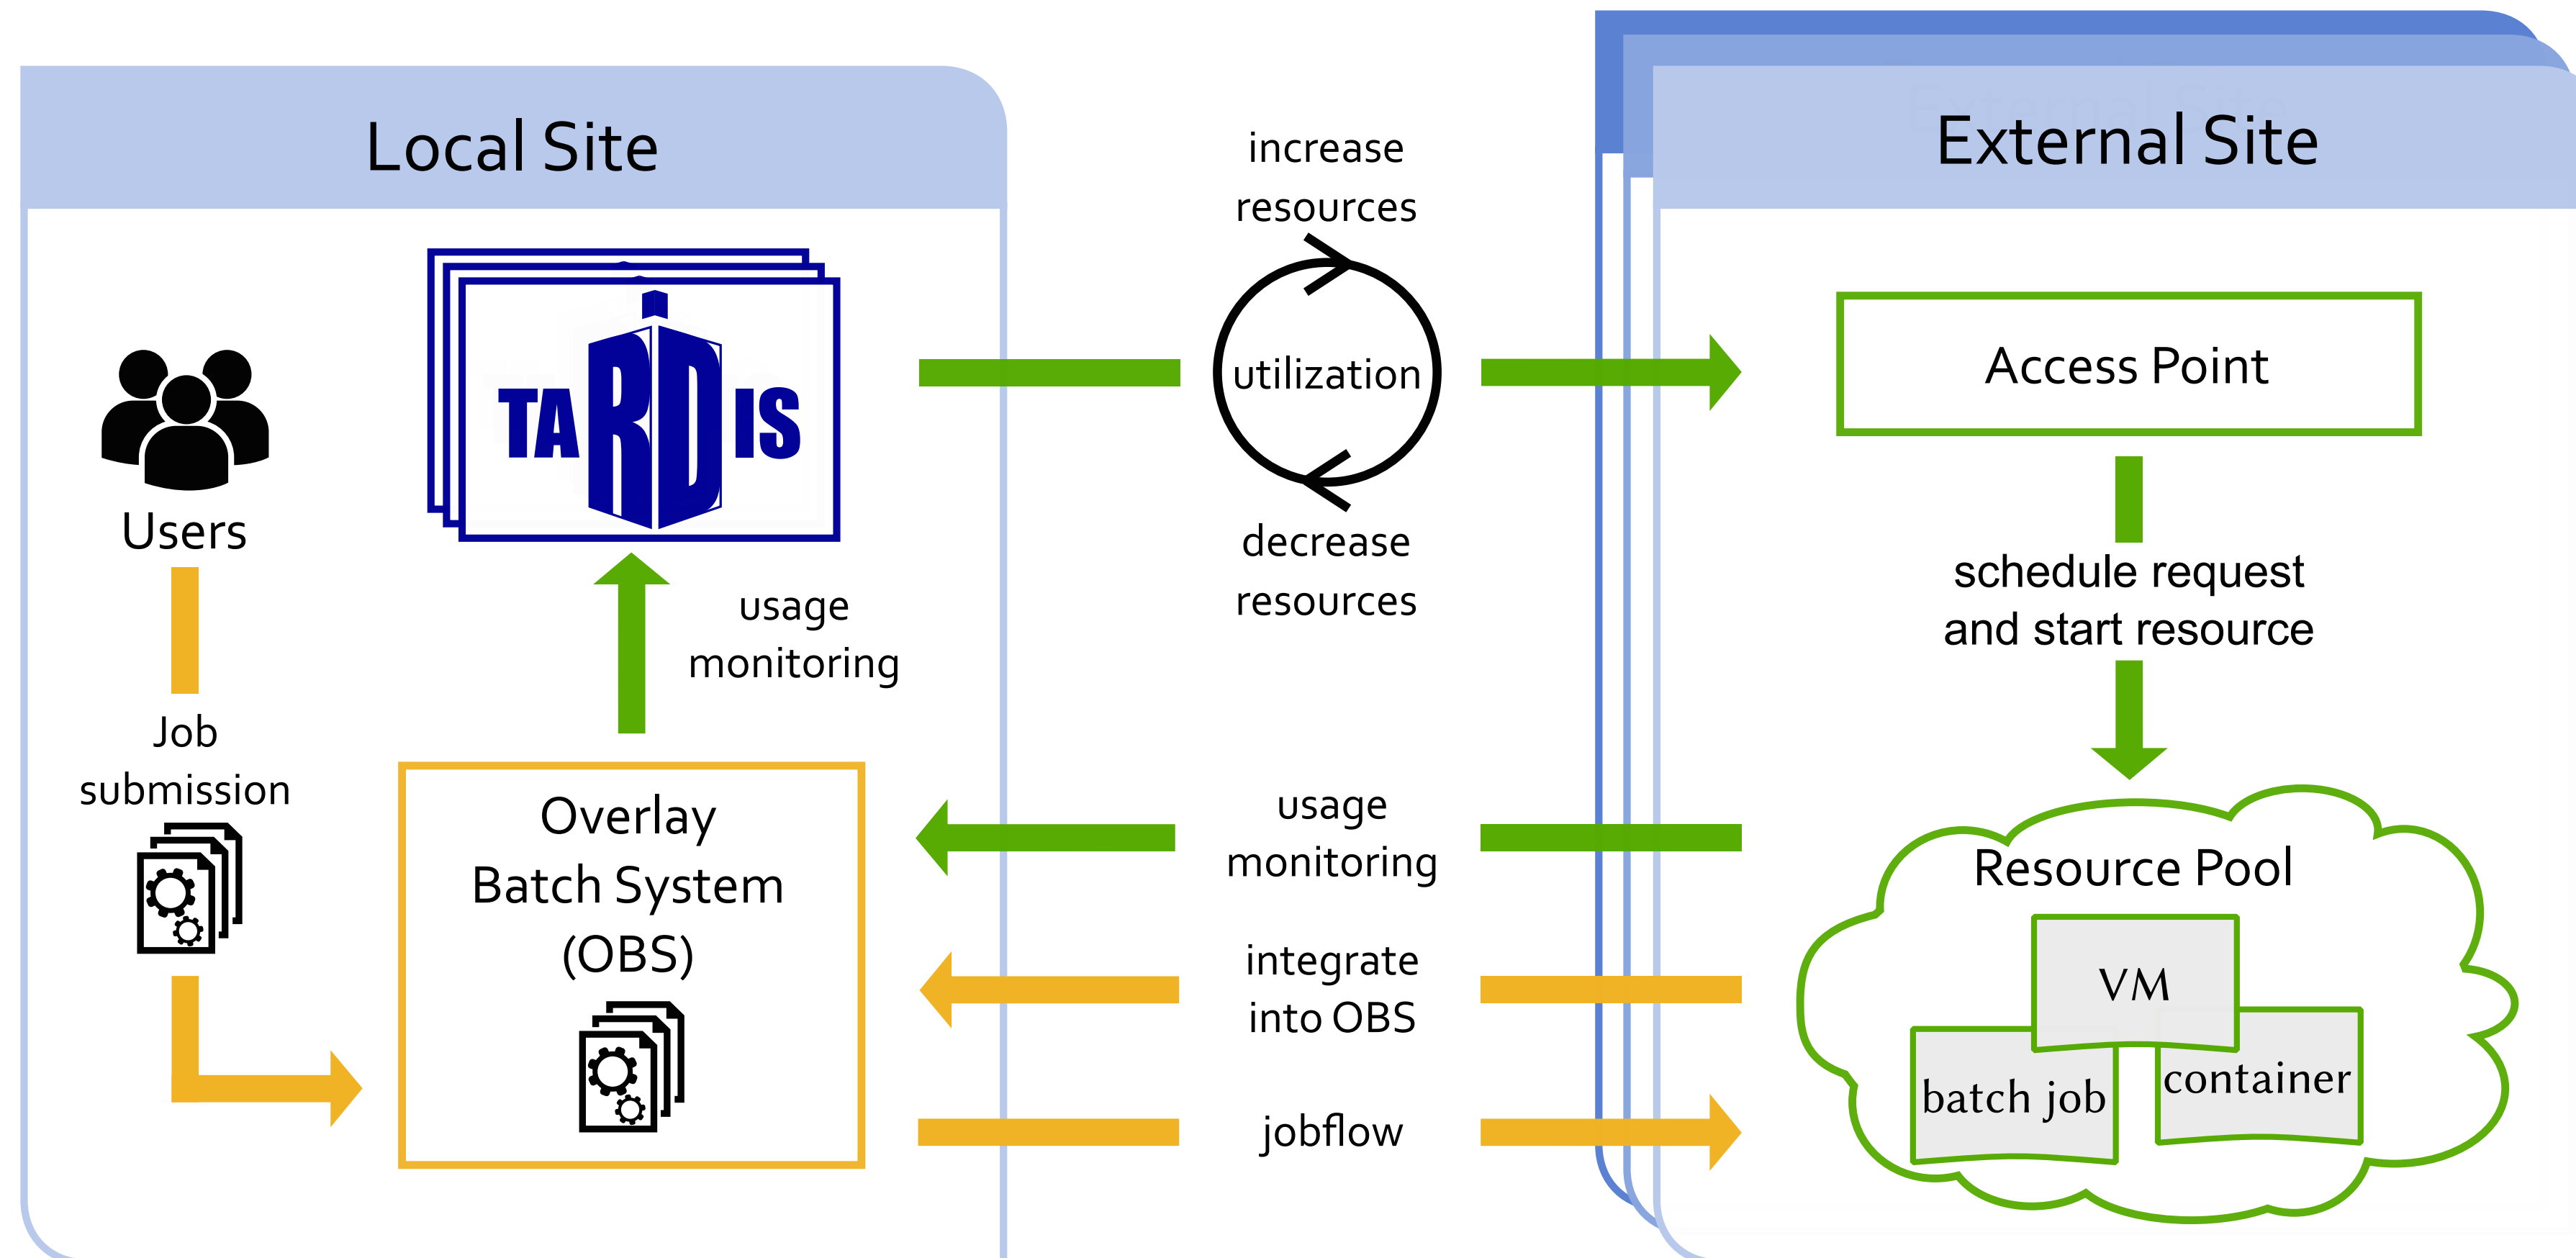 Local Site
TARDIS
Users
Job
submission
usage
monitoring
Overlay
Batch System
(OBS)
increase
resources
utilization
decrease
resources
usage
monitoring
integrate
into OBS
jobflow
External Site
Access Point
schedule request
and start resource
Resource Pool
VM
batch job
container